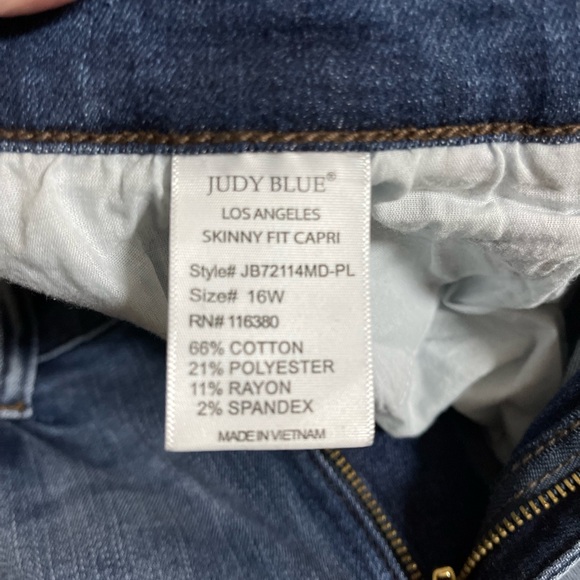 JUDY BLUE®
LOS ANGELES
SKINNY FIT CAPRI
Style# JB72114MD-PL
Size# 16W
RN# 116380
66% COTTON
21% POLYESTER
11% RAYON
2% SPANDEX
MADE IN VIETNAM